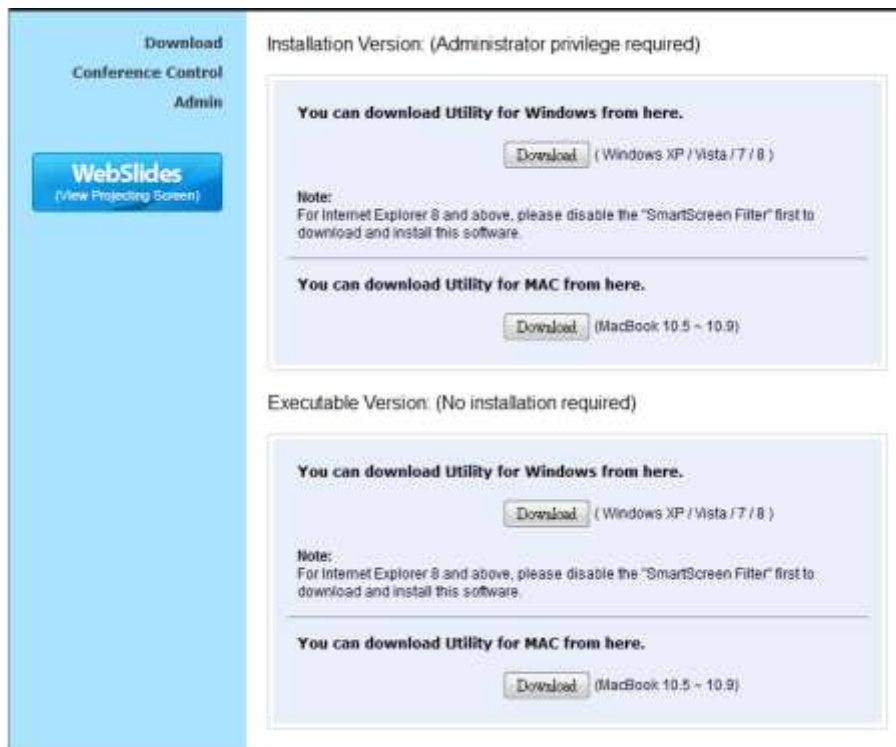 Download
Conference Control
Admin
WebSlides
(View Projecting Screen)
Installation Version: (Administrator privilege required)
You can download Utility for Windows from here.
Download ( Windows XP / Vista / 7 / 8 )
Note:
For Internet Explorer 8 and above, please disable the "SmartScreen Filter" first to
download and install this software.
You can download Utility for MAC from here.
Download (MacBook 10.5 ~ 10.9)
Executable Version: (No installation required)
You can download Utility for Windows from here.
Download ( Windows XP / Vista / 7 / 8 )
Note:
For Internet Explorer 8 and above, please disable the "SmartScreen Filter" first to
download and install this software.
You can download Utility for MAC from here.
Download (MacBook 10.5 ~ 10.9)